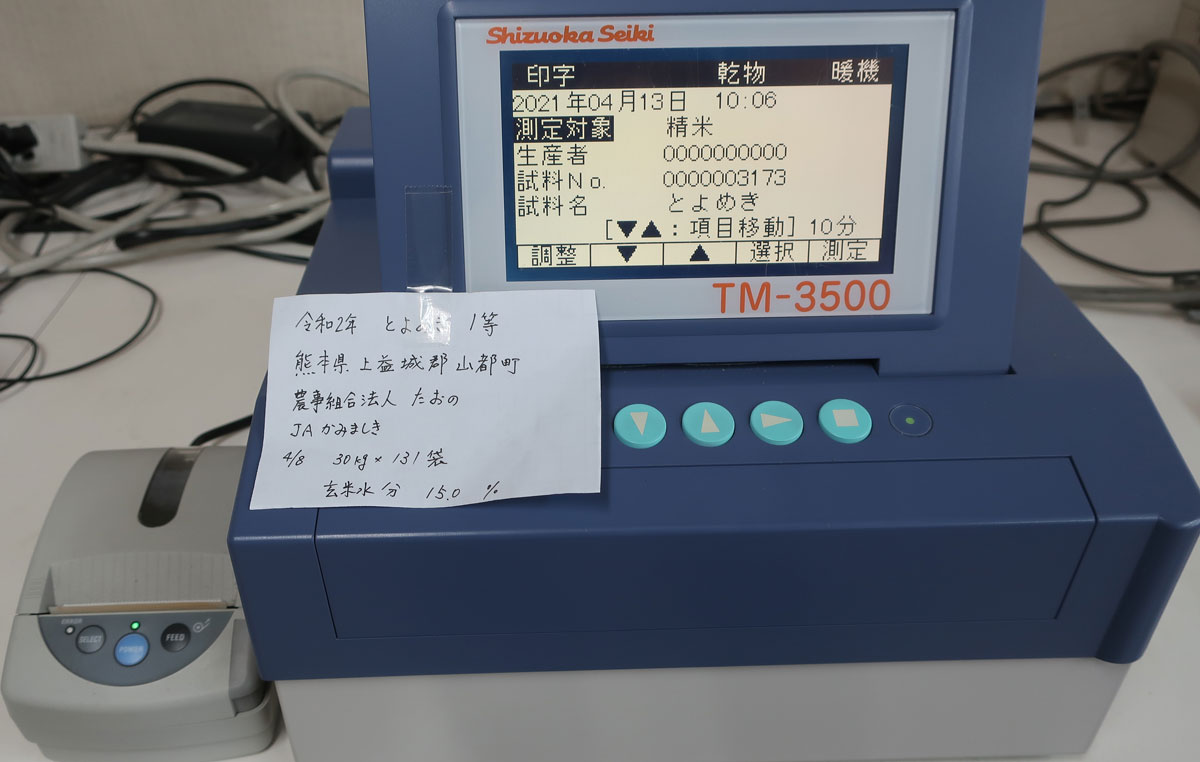 Shizuoka Seiki
印字 乾物 暖機
2021年04月13日 10:06
測定対象 精米
生産者 0000000000
試料No. 0000003173
試料名 とよめき
[▼▲:項目移動] 10分
調整 ▼ ▲ 選択 測定
TM-3500
令和2年 とよめき 1等
熊本県上益城郡山都町
農事組合法人 たおの
JAかみましき
4/8 30kg×131袋
玄米水分 15.0 %
ERROR
SELECT
POWER
FEED